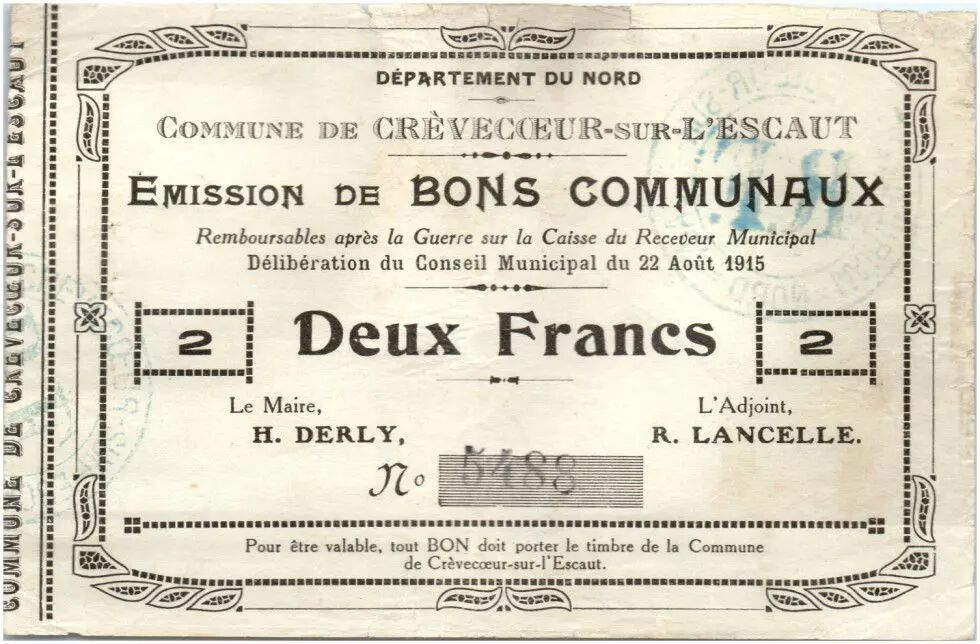 DÉPARTEMENT DU NORD
COMMUNE DE CRÈVECŒUR-SUR-L'ESCAUT
ÉMISSION DE BONS COMMUNAUX
Remboursables après la Guerre sur la Caisse du Receveur Municipal
Délibération du Conseil Municipal du 22 Août 1915
2 Deux Francs 2
Le Maire, L'Adjoint,
H. DERLY, R. LANCELLE.
No 5488
Pour être valable, tout BON doit porter le timbre de la Commune
de Crèvecœur-sur-l'Escaut.
COMMUNE DE CRÈVECŒUR-SUR-L'ESCAUT